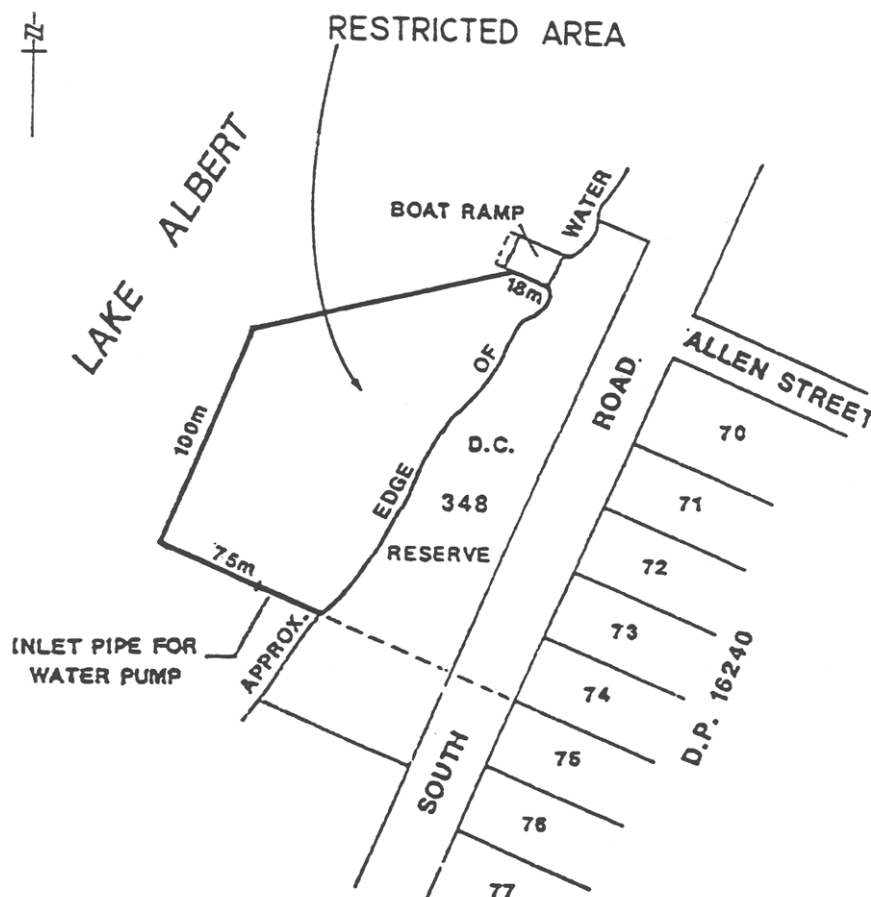 N
RESTRICTED AREA
LAKE ALBERT
BOAT RAMP
18m
100m
75m
INLET PIPE FOR
WATER PUMP
APPROX. EDGE OF WATER
D.C.
348
RESERVE
SOUTH ROAD.
ALLEN STREET
70
71
72
73
74
75
76
77
D.P. 16240